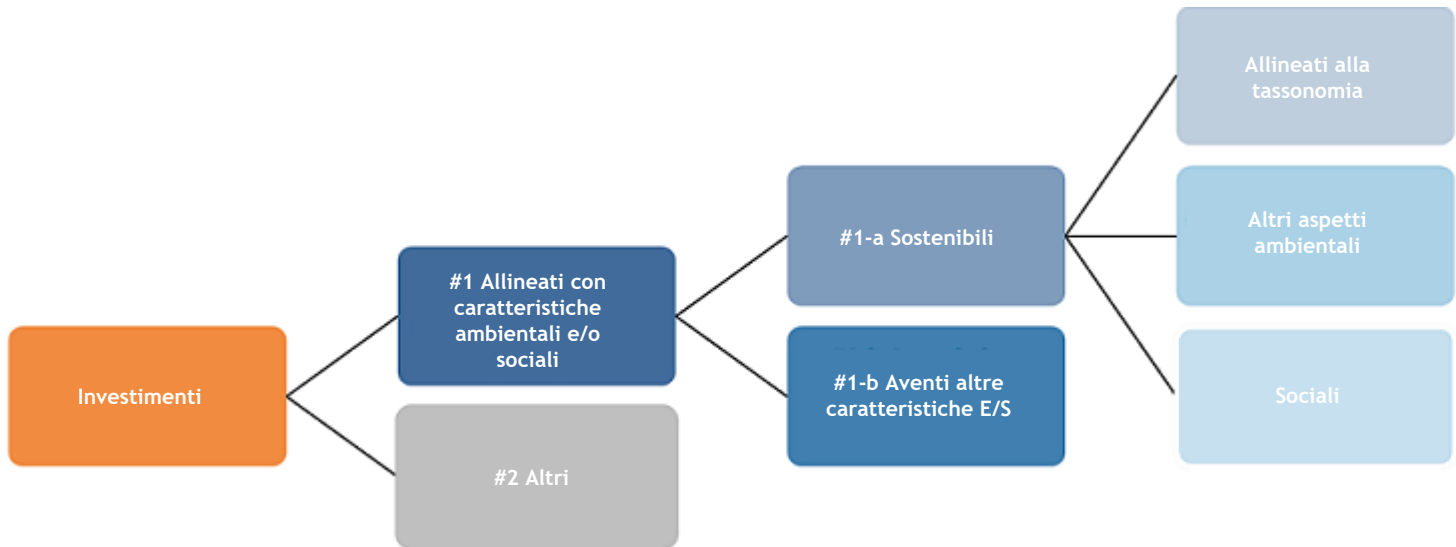 Investimenti
#1 Allineati con
caratteristiche
ambientali e/o
sociali
#2 Altri
#1-a Sostenibili
#1-b Aventi altre
caratteristiche E/S
Allineati alla
tassonomia
Altri aspetti
ambientali
Sociali